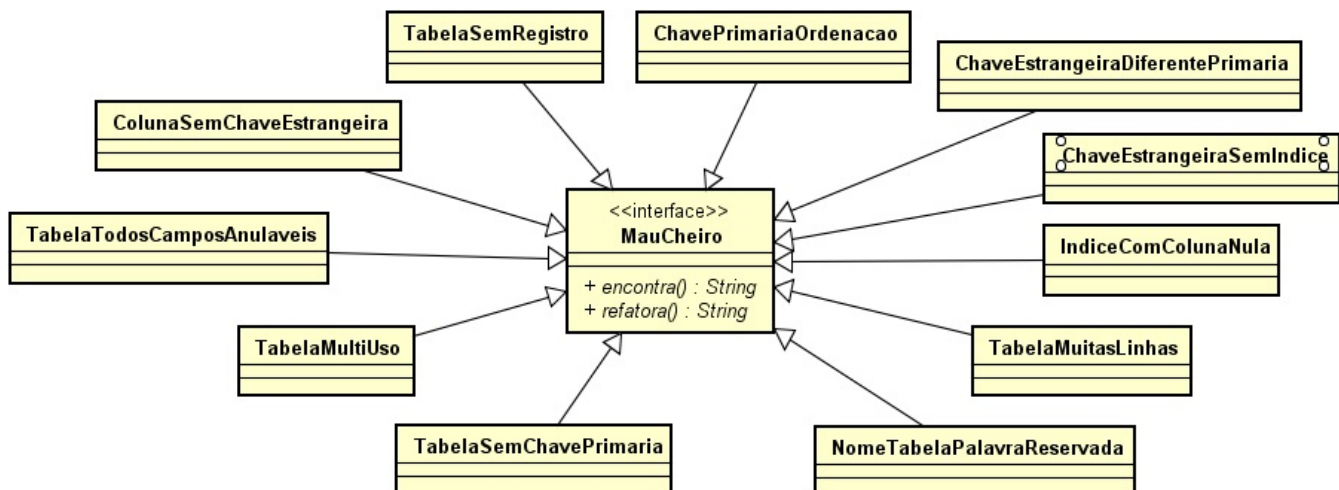 TabelaSemRegistro
ChavePrimariaOrdenacao
ChaveEstrangeiraDiferentePrimaria
ColunaSemChaveEstrangeira
ChaveEstrangeiraSemIndice
<<interface>>
MauCheiro
+ encontra() : String
+ refatora() : String
TabelaTodosCamposAnulaveis
IndiceComColunaNula
TabelaMultiUso
TabelaMuitasLinhas
TabelaSemChavePrimaria
NomeTabelaPalavraReservada